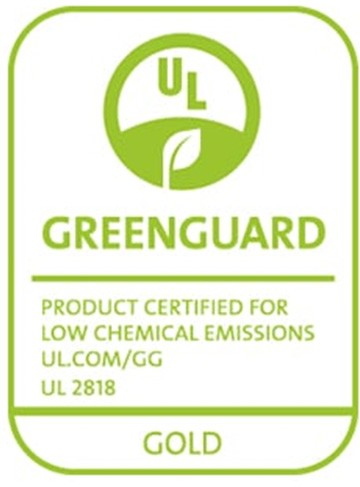 UL
GREENGUARD
PRODUCT CERTIFIED FOR
LOW CHEMICAL EMISSIONS
UL.COM/GG
UL 2818
GOLD